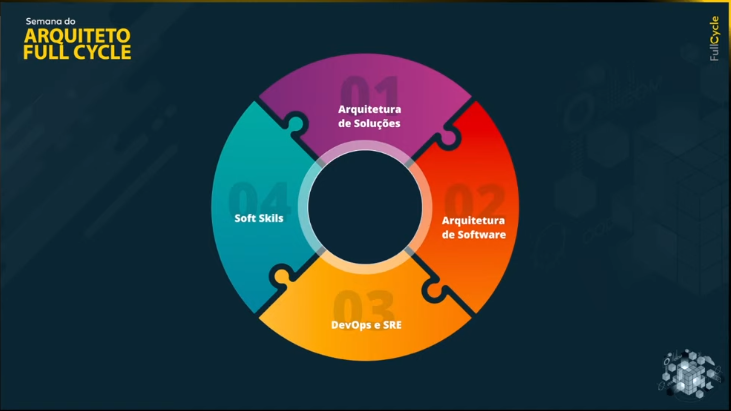 Semana do
ARQUITETO
FULL CYCLE
FullCycle
01
Arquitetura
de Soluções
02
Arquitetura
de Software
03
DevOps e SRE
04
Soft Skils